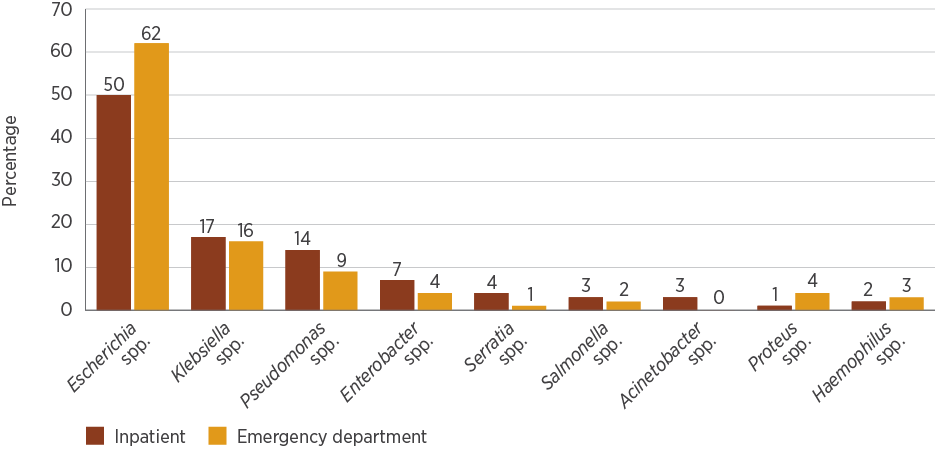 70
60
50
40
30
20
10
0
Percentage
50
62
17
16
14
9
7
4
4
1
3
2
3
0
1
4
2
3
Escherichia
spp.
Klebsiella
spp.
Pseudomonas
spp.
Enterobacter
spp.
Serratia
spp.
Salmonella
spp.
Acinetobacter
spp.
Proteus
spp.
Haemophilus
spp.
Inpatient
Emergency department